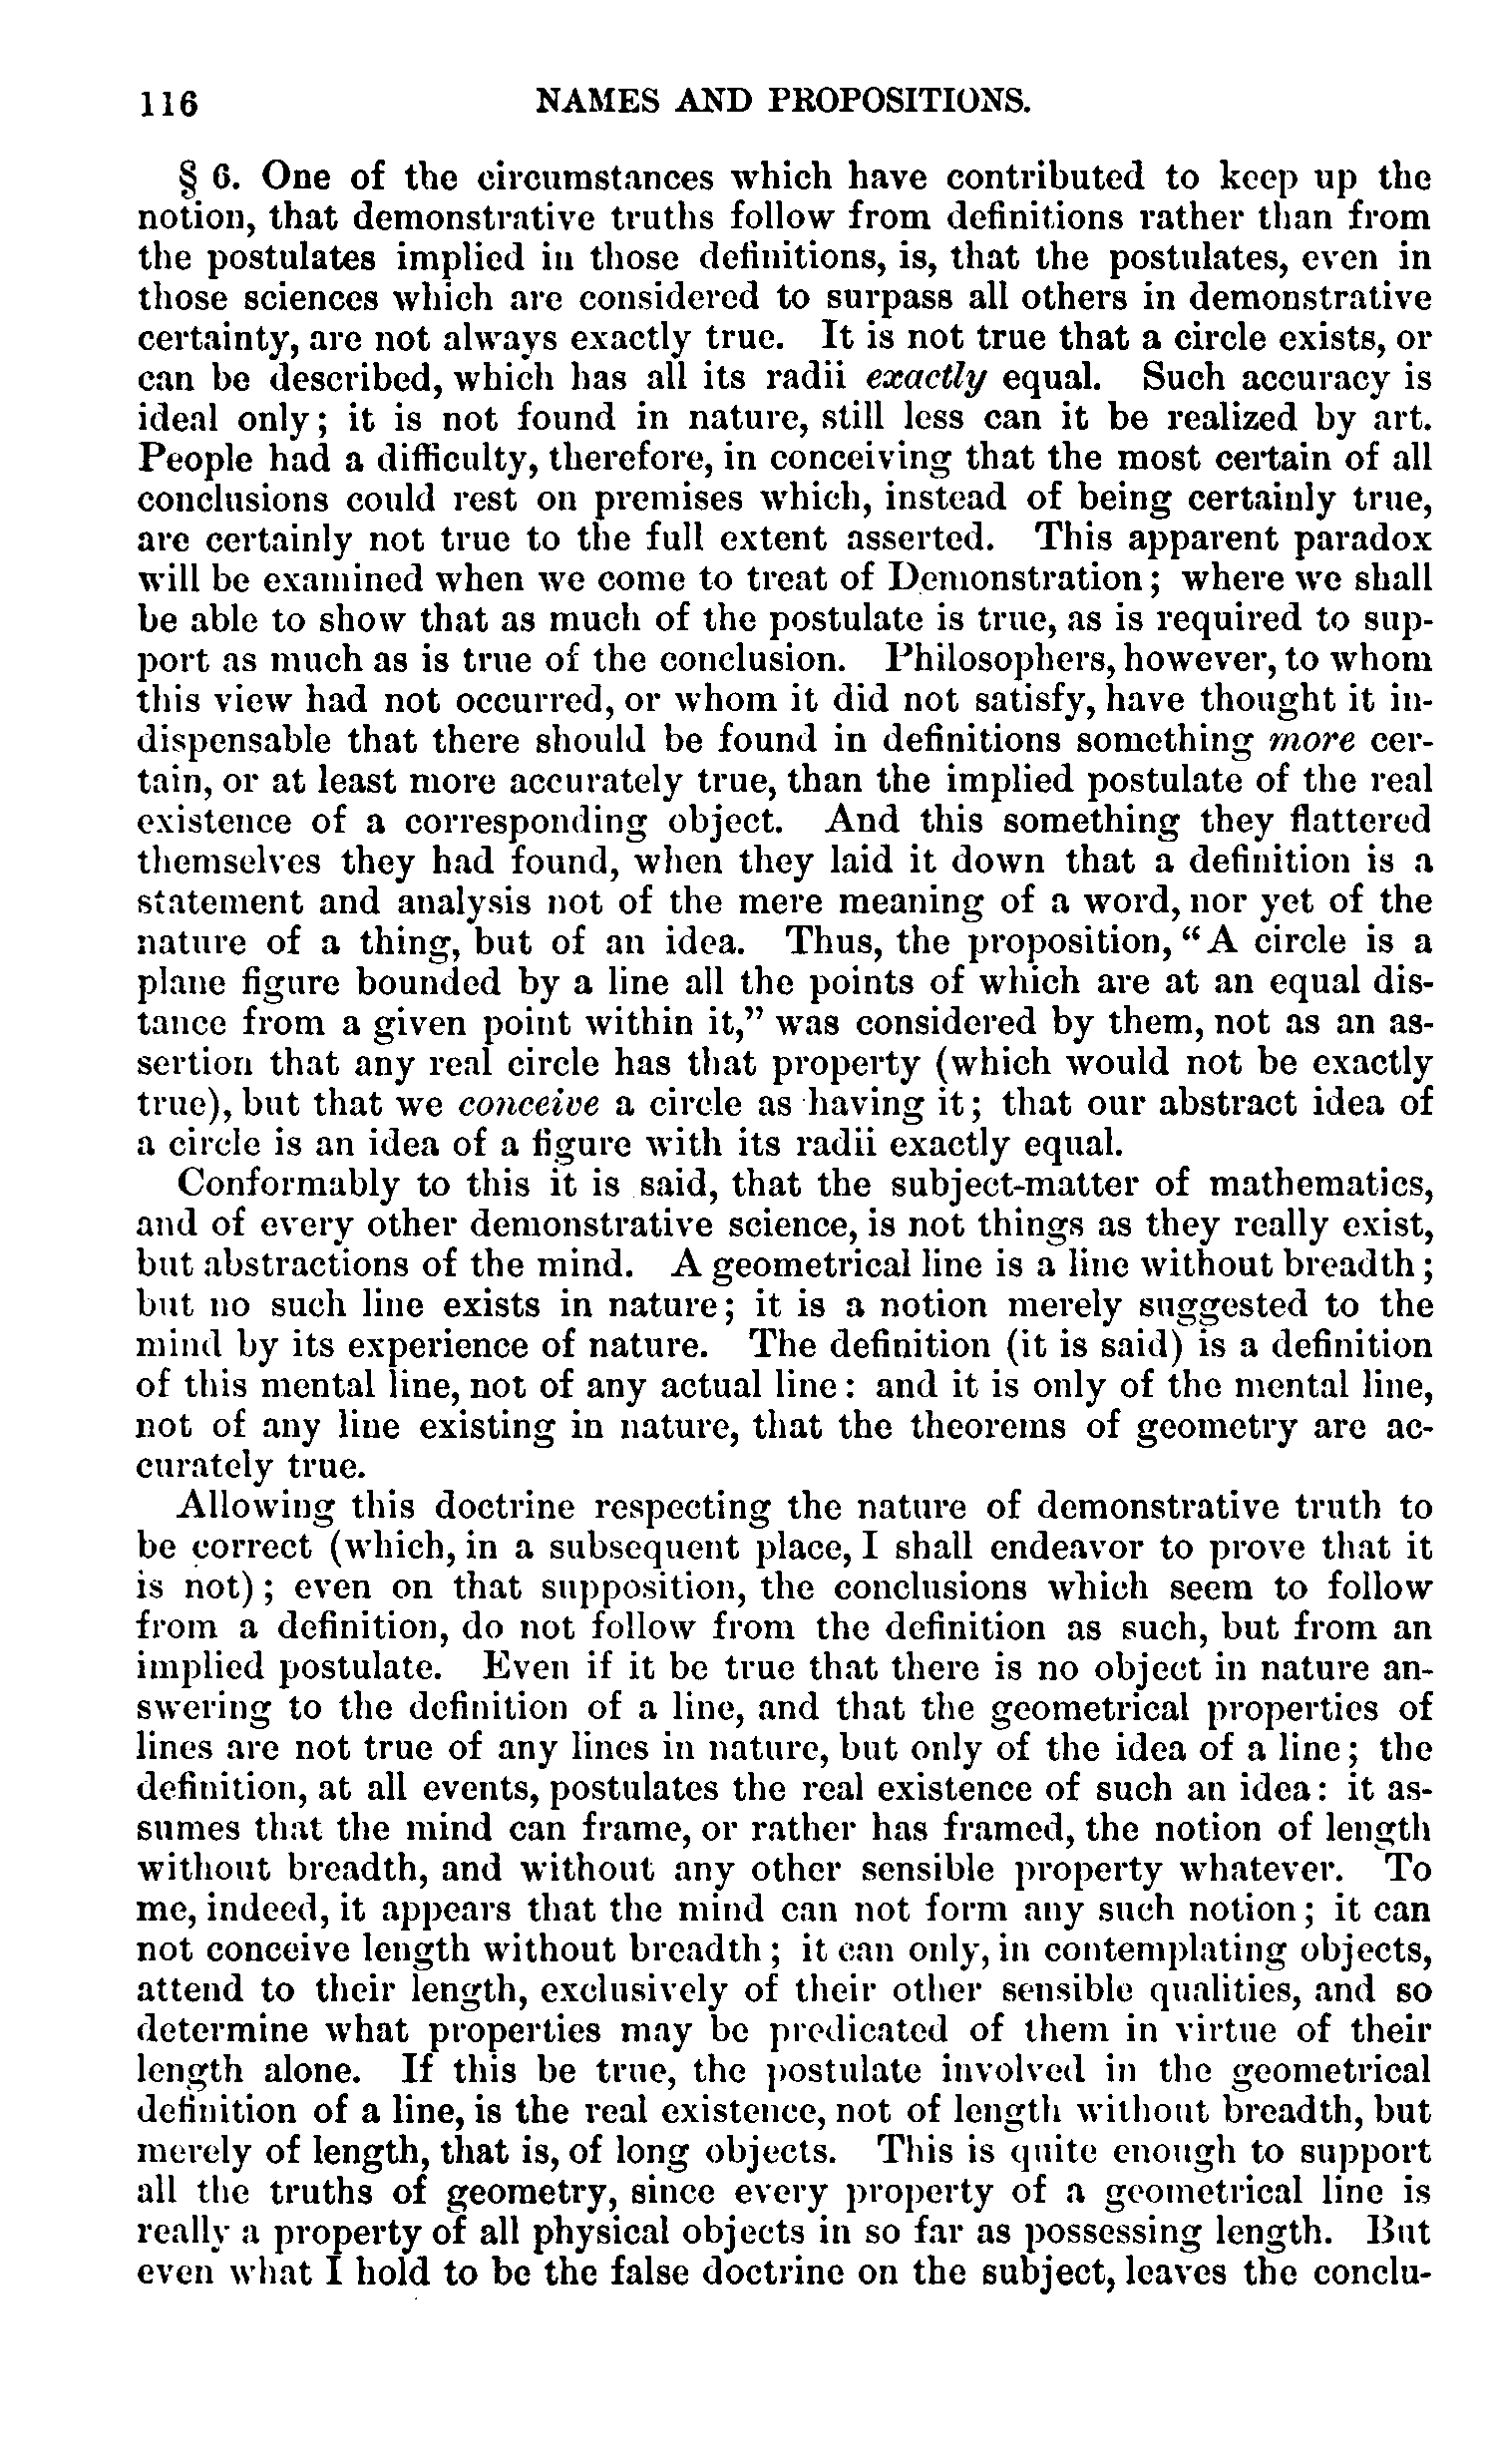 116 NAMES AND PROPOSITIONS.
§ 6. One of the circumstances which have contributed to keep up the
notion, that demonstrative truths follow from definitions rather than from
the postulates implied in those definitions, is, that the postulates, even in
those sciences which are considered to surpass all others in demonstrative
certainty, are not always exactly true. It is not true that a circle exists, or
can be described, which has all its radii exactly equal. Such accuracy is
ideal only; it is not found in nature, still less can it be realized by art.
People had a difficulty, therefore, in conceiving that the most certain of all
conclusions could rest on premises which, instead of being certainly true,
are certainly not true to the full extent asserted. This apparent paradox
will be examined when we come to treat of Demonstration; where we shall
be able to show that as much of the postulate is true, as is required to sup-
port as much as is true of the conclusion. Philosophers, however, to whom
this view had not occurred, or whom it did not satisfy, have thought it in-
dispensable that there should be found in definitions something more cer-
tain, or at least more accurately true, than the implied postulate of the real
existence of a corresponding object. And this something they flattered
themselves they had found, when they laid it down that a definition is a
statement and analysis not of the mere meaning of a word, nor yet of the
nature of a thing, but of an idea. Thus, the proposition, “A circle is a
plane figure bounded by a line all the points of which are at an equal dis-
tance from a given point within it,” was considered by them, not as an as-
sertion that any real circle has that property (which would not be exactly
true), but that we conceive a circle as having it; that our abstract idea of
a circle is an idea of a figure with its radii exactly equal.
Conformably to this it is said, that the subject-matter of mathematics,
and of every other demonstrative science, is not things as they really exist,
but abstractions of the mind. A geometrical line is a line without breadth;
but no such line exists in nature; it is a notion merely suggested to the
mind by its experience of nature. The definition (it is said) is a definition
of this mental line, not of any actual line: and it is only of the mental line,
not of any line existing in nature, that the theorems of geometry are ac-
curately true.
Allowing this doctrine respecting the nature of demonstrative truth to
be correct (which, in a subsequent place, I shall endeavor to prove that it
is not); even on that supposition, the conclusions which seem to follow
from a definition, do not follow from the definition as such, but from an
implied postulate. Even if it be true that there is no object in nature an-
swering to the definition of a line, and that the geometrical properties of
lines are not true of any lines in nature, but only of the idea of a line; the
definition, at all events, postulates the real existence of such an idea: it as-
sumes that the mind can frame, or rather has framed, the notion of length
without breadth, and without any other sensible property whatever. To
me, indeed, it appears that the mind can not form any such notion; it can
not conceive length without breadth; it can only, in contemplating objects,
attend to their length, exclusively of their other sensible qualities, and so
determine what properties may be predicated of them in virtue of their
length alone. If this be true, the postulate involved in the geometrical
definition of a line, is the real existence, not of length without breadth, but
merely of length, that is, of long objects. This is quite enough to support
all the truths of geometry, since every property of a geometrical line is
really a property of all physical objects in so far as possessing length. But
even what I hold to be the false doctrine on the subject, leaves the conclu-